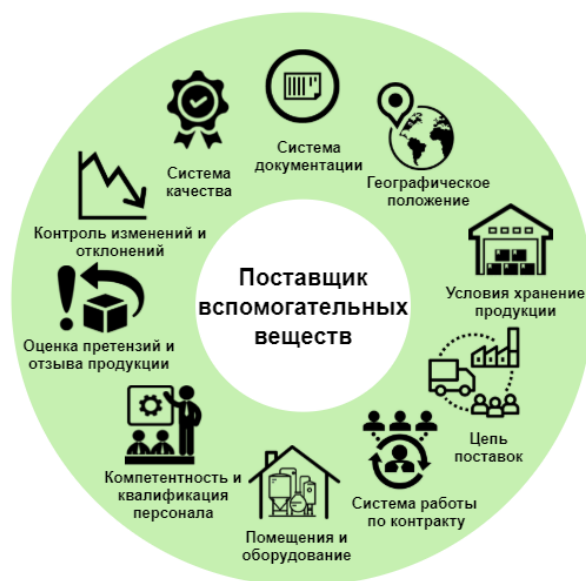 Система
документации
Географическое
положение
Условия хранение
продукции
Цепь
поставок
Система работы
по контракту
Помещения и
оборудование
Компетентность и
квалификация
персонала
Оценка претензий и
отзыва продукции
Контроль изменений и
отклонений
Система
качества
Поставщик
вспомогательных
веществ